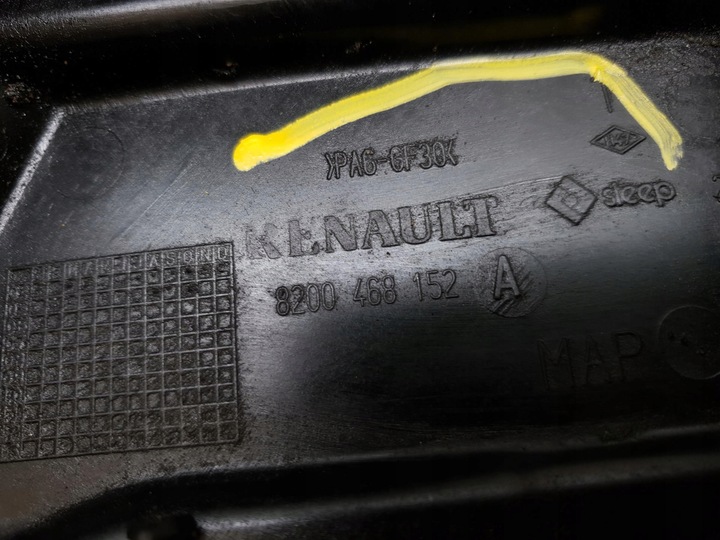 >PA6-GF30<
sleep
RENAULT
8200 468 152 A
MAP